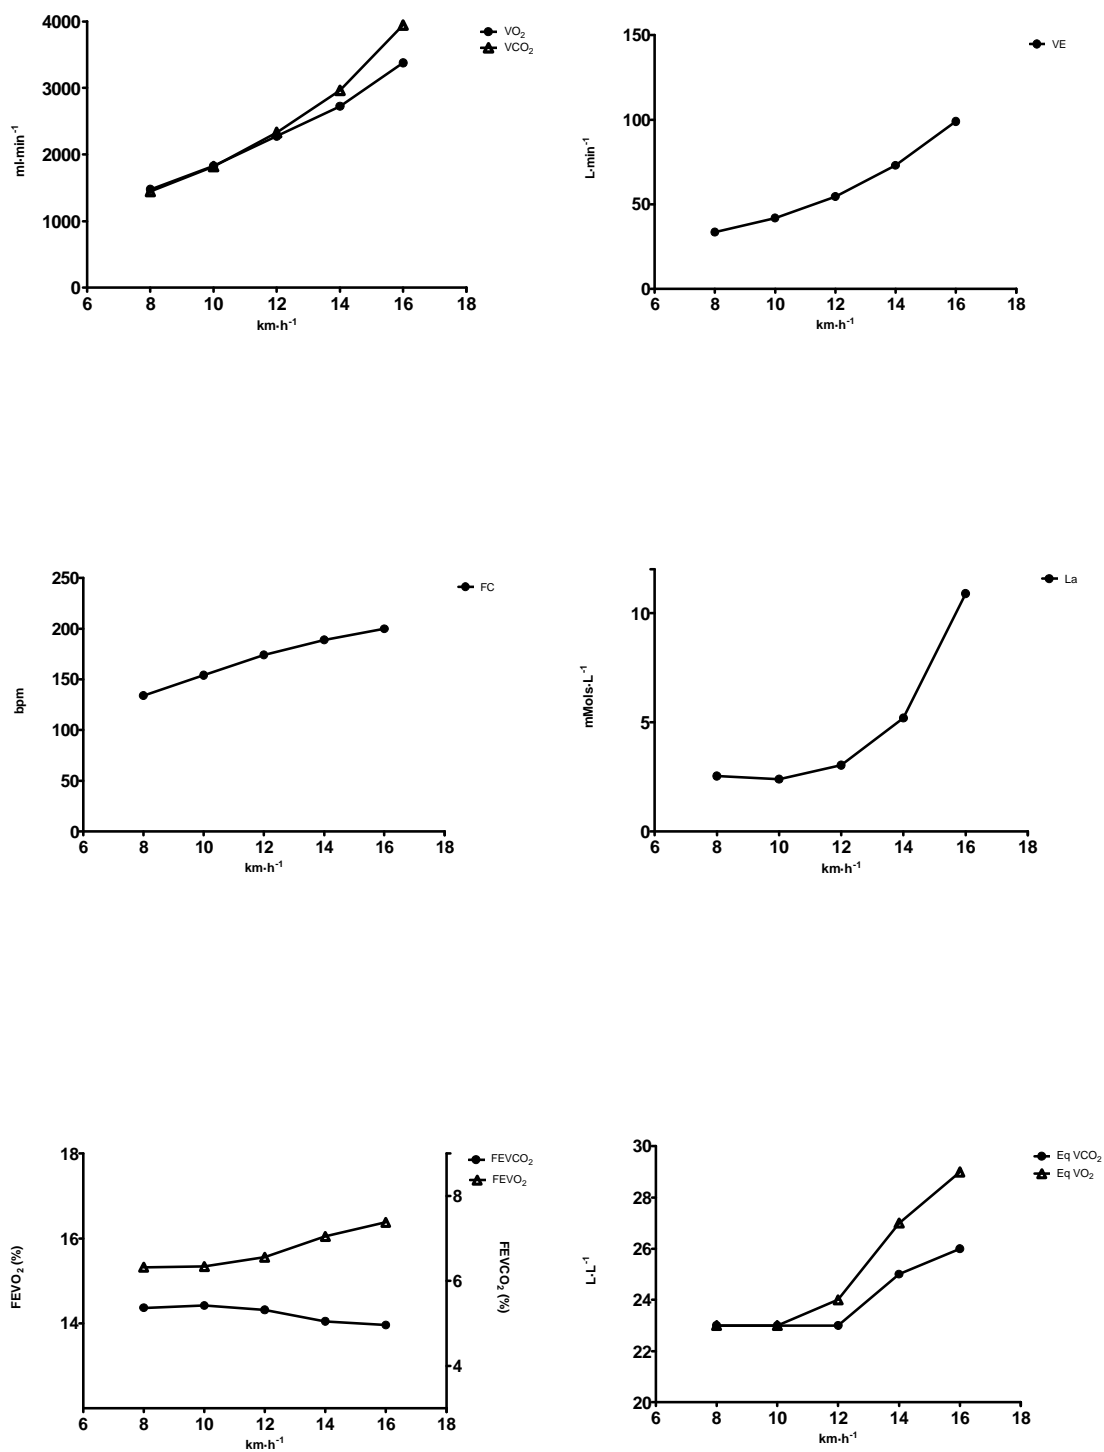 4000
3000
2000
1000
0
ml·min⁻¹
6 8 10 12 14 16 18
km·h⁻¹
VO₂
VCO₂
150
100
50
0
L·min⁻¹
6 8 10 12 14 16 18
km·h⁻¹
VE
250
200
150
100
50
0
bpm
6 8 10 12 14 16 18
km·h⁻¹
FC
10
5
0
mMols·L⁻¹
6 8 10 12 14 16 18
km·h⁻¹
La
18
16
14
FEVO₂ (%)
6 8 10 12 14 16 18
km·h⁻¹
8
6
4
FEVCO₂ (%)
FEVCO₂
FEVO₂
30
28
26
24
22
20
L·L⁻¹
6 8 10 12 14 16 18
km·h⁻¹
Eq VCO₂
Eq VO₂